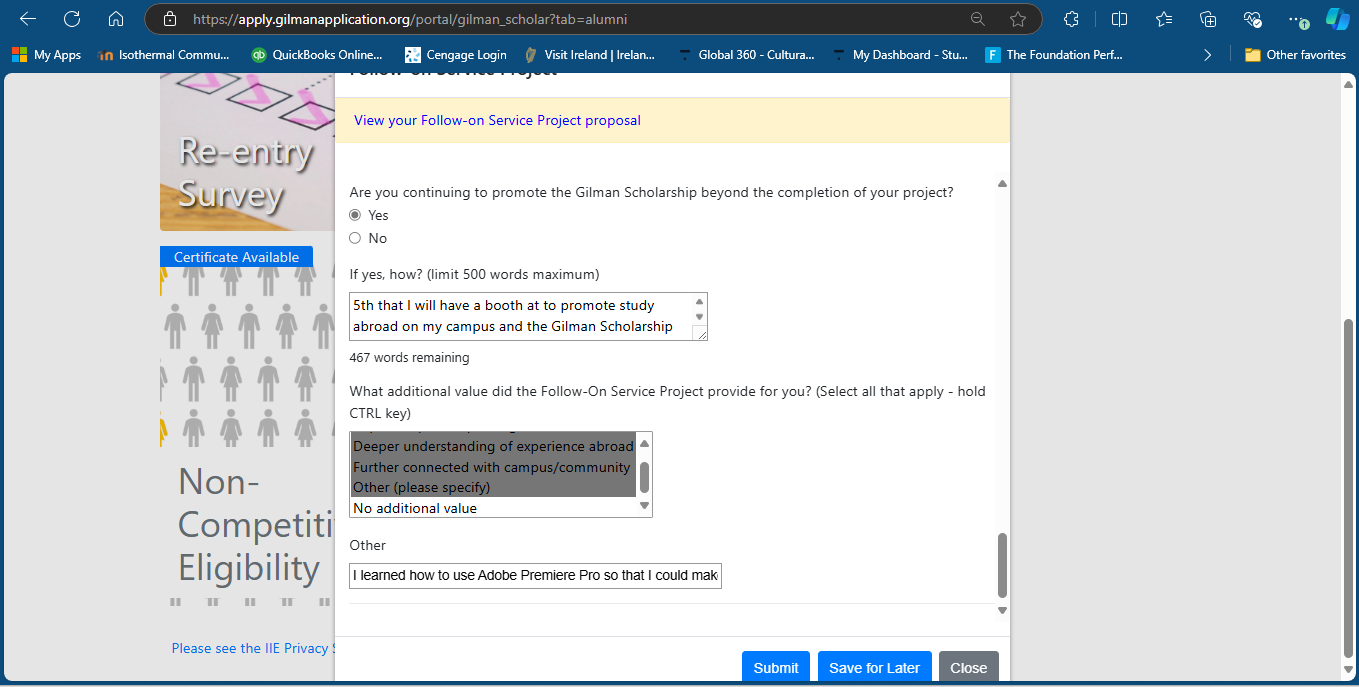 https://apply.gilmanapplication.org/portal/gilman_scholar?tab=alumni
My Apps
Isothermal Commu...
QuickBooks Online...
Cengage Login
Visit Ireland | Irelan...
Global 360 - Cultura...
My Dashboard - Stu...
The Foundation Perf...
Other favorites
Follow-on Service Project
View your Follow-on Service Project proposal
Re-entry
Survey
Certificate Available
Non-
Competiti
Eligibility
Please see the IIE Privacy S
Are you continuing to promote the Gilman Scholarship beyond the completion of your project?
Yes
No
If yes, how? (limit 500 words maximum)
5th that I will have a booth at to promote study
abroad on my campus and the Gilman Scholarship
467 words remaining
What additional value did the Follow-On Service Project provide for you? (Select all that apply - hold
CTRL key)
Deeper understanding of experience abroad
Further connected with campus/community
Other (please specify)
No additional value
Other
I learned how to use Adobe Premiere Pro so that I could mak
Submit
Save for Later
Close